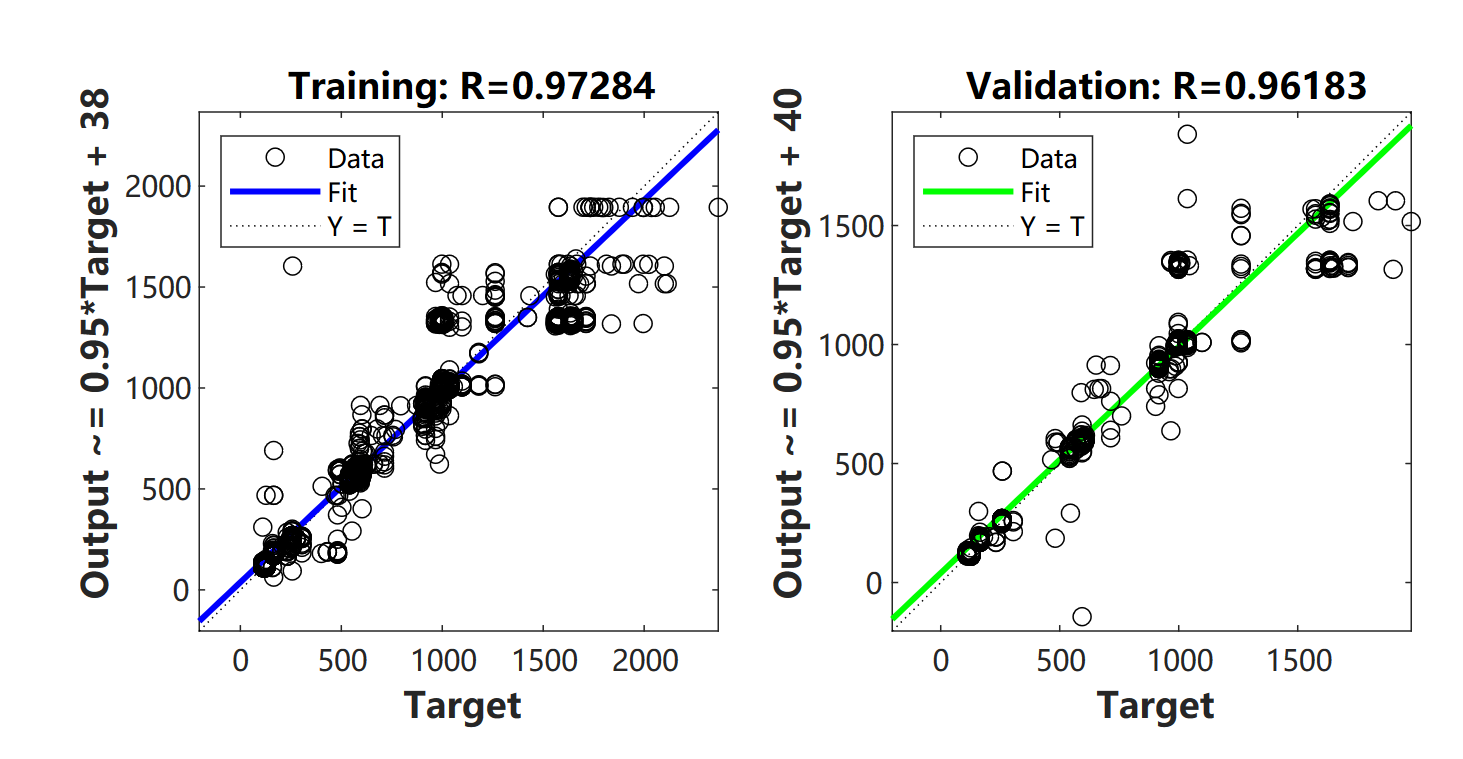 Training: R=0.97284
Output ~= 0.95*Target + 38
Data
Fit
Y = T
2000
1500
1000
500
0
0 500 1000 1500 2000
Target
Validation: R=0.96183
Output ~= 0.95*Target + 40
Data
Fit
Y = T
1500
1000
500
0
0 500 1000 1500
Target